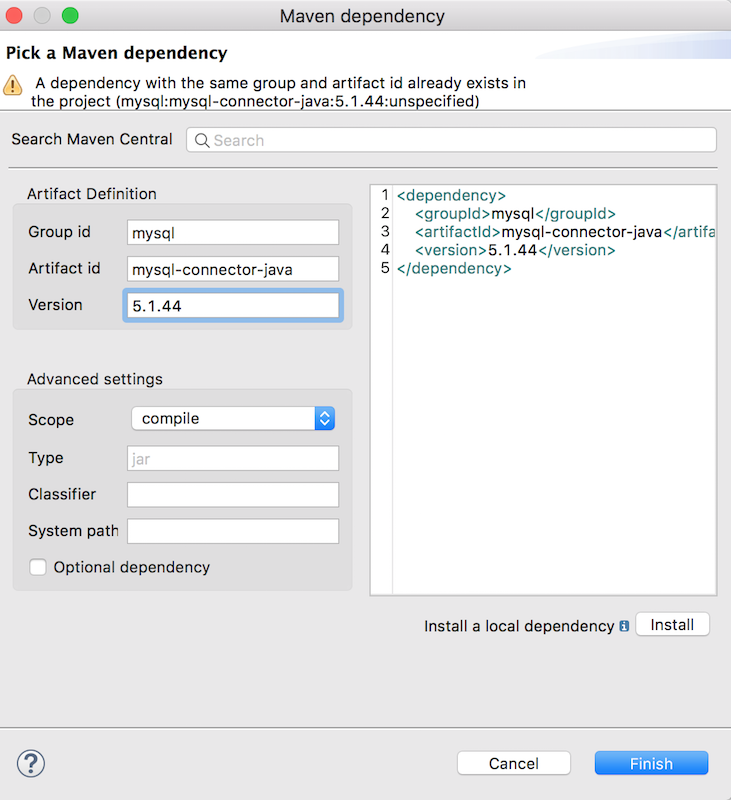 Maven dependency
Pick a Maven dependency
A dependency with the same group and artifact id already exists in
the project (mysql:mysql-connector-java:5.1.44:unspecified)
Search Maven Central
Search
Artifact Definition
Group id
mysql
Artifact id
mysql-connector-java
Version
5.1.44
Advanced settings
Scope
compile
Type
jar
Classifier
System path
Optional dependency
1 <dependency>
2 <groupId>mysql</groupId>
3 <artifactId>mysql-connector-java</artifa
4 <version>5.1.44</version>
5 </dependency>
Install a local dependency
Install
?
Cancel
Finish